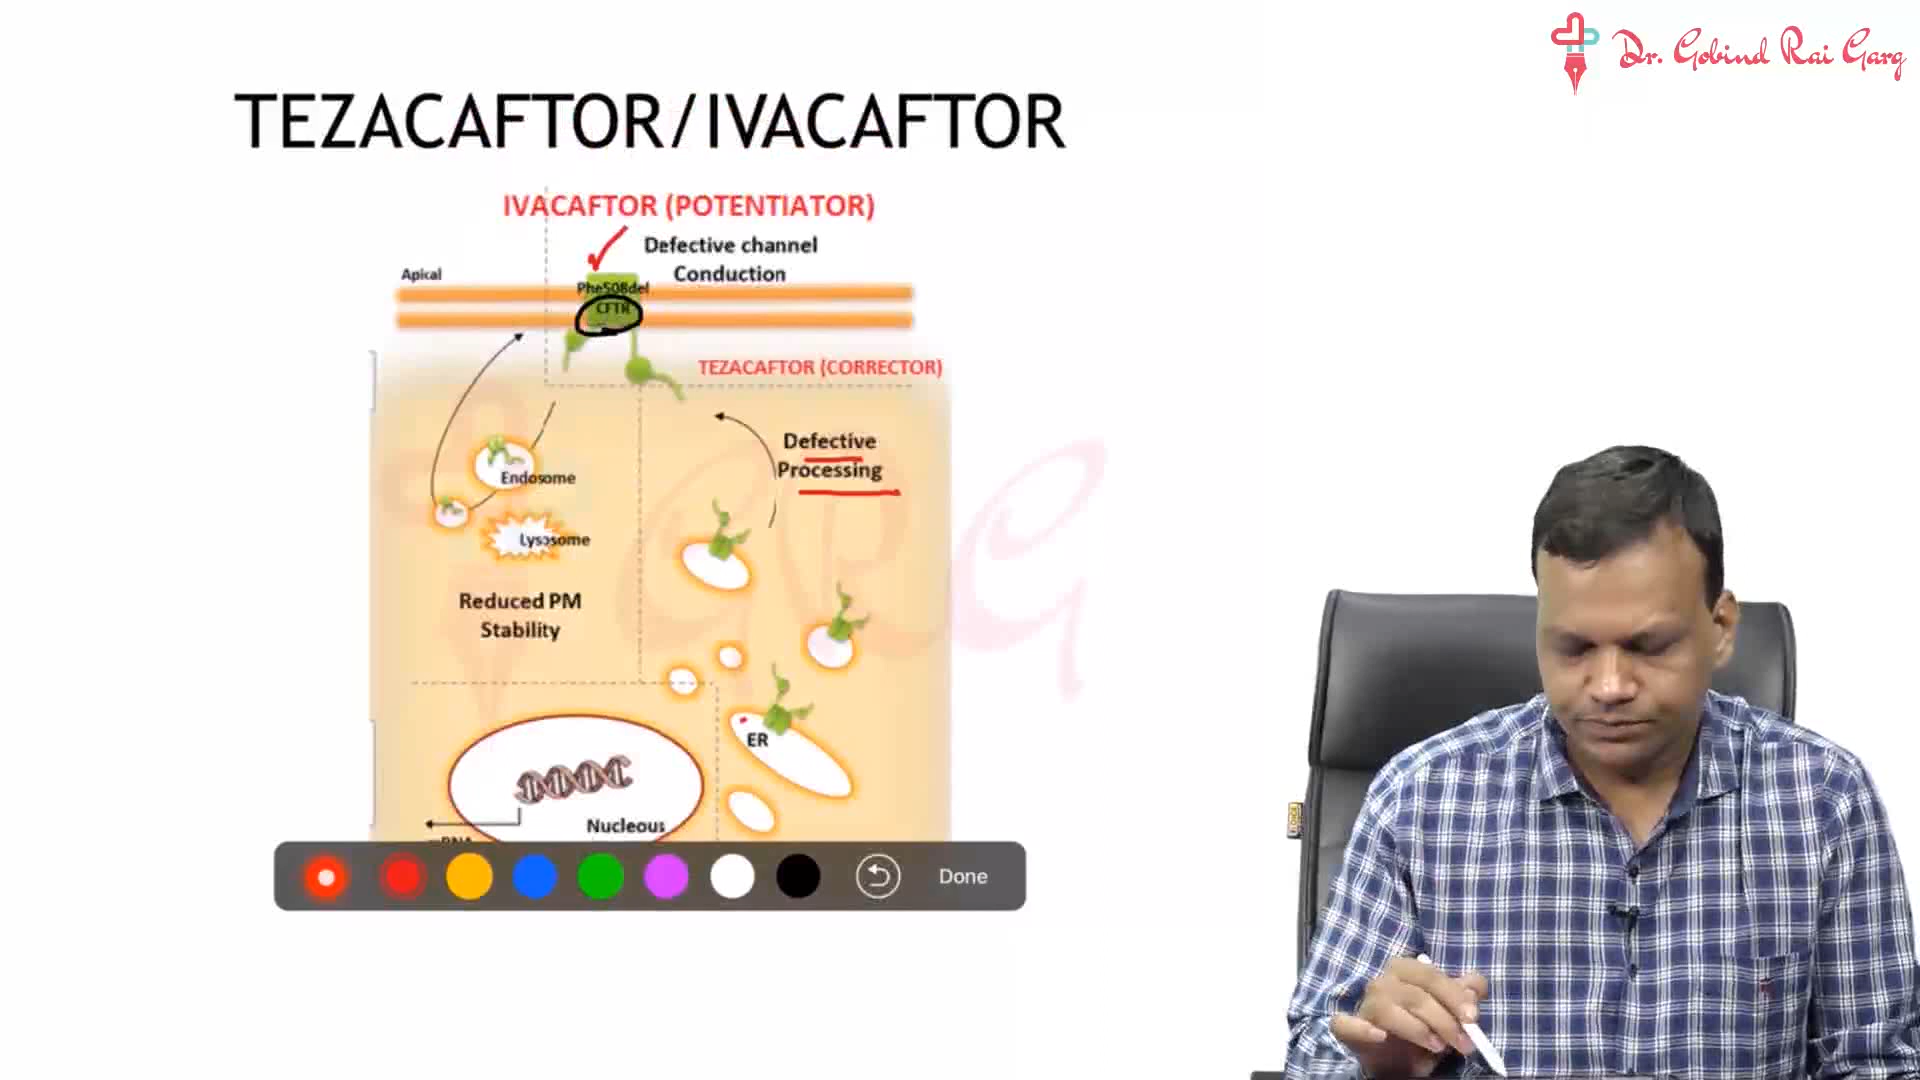 Dr. Gobind Rai Garg
TEZACAFTOR/IVACAFTOR
IVACAFTOR (POTENTIATOR)
Defective channel
Conduction
Apical
Phe508del
CFTR
TEZACAFTOR (CORRECTOR)
Defective
Processing
Endosome
Lysosome
Reduced PM
Stability
ER
Nucleous
GRG
Done